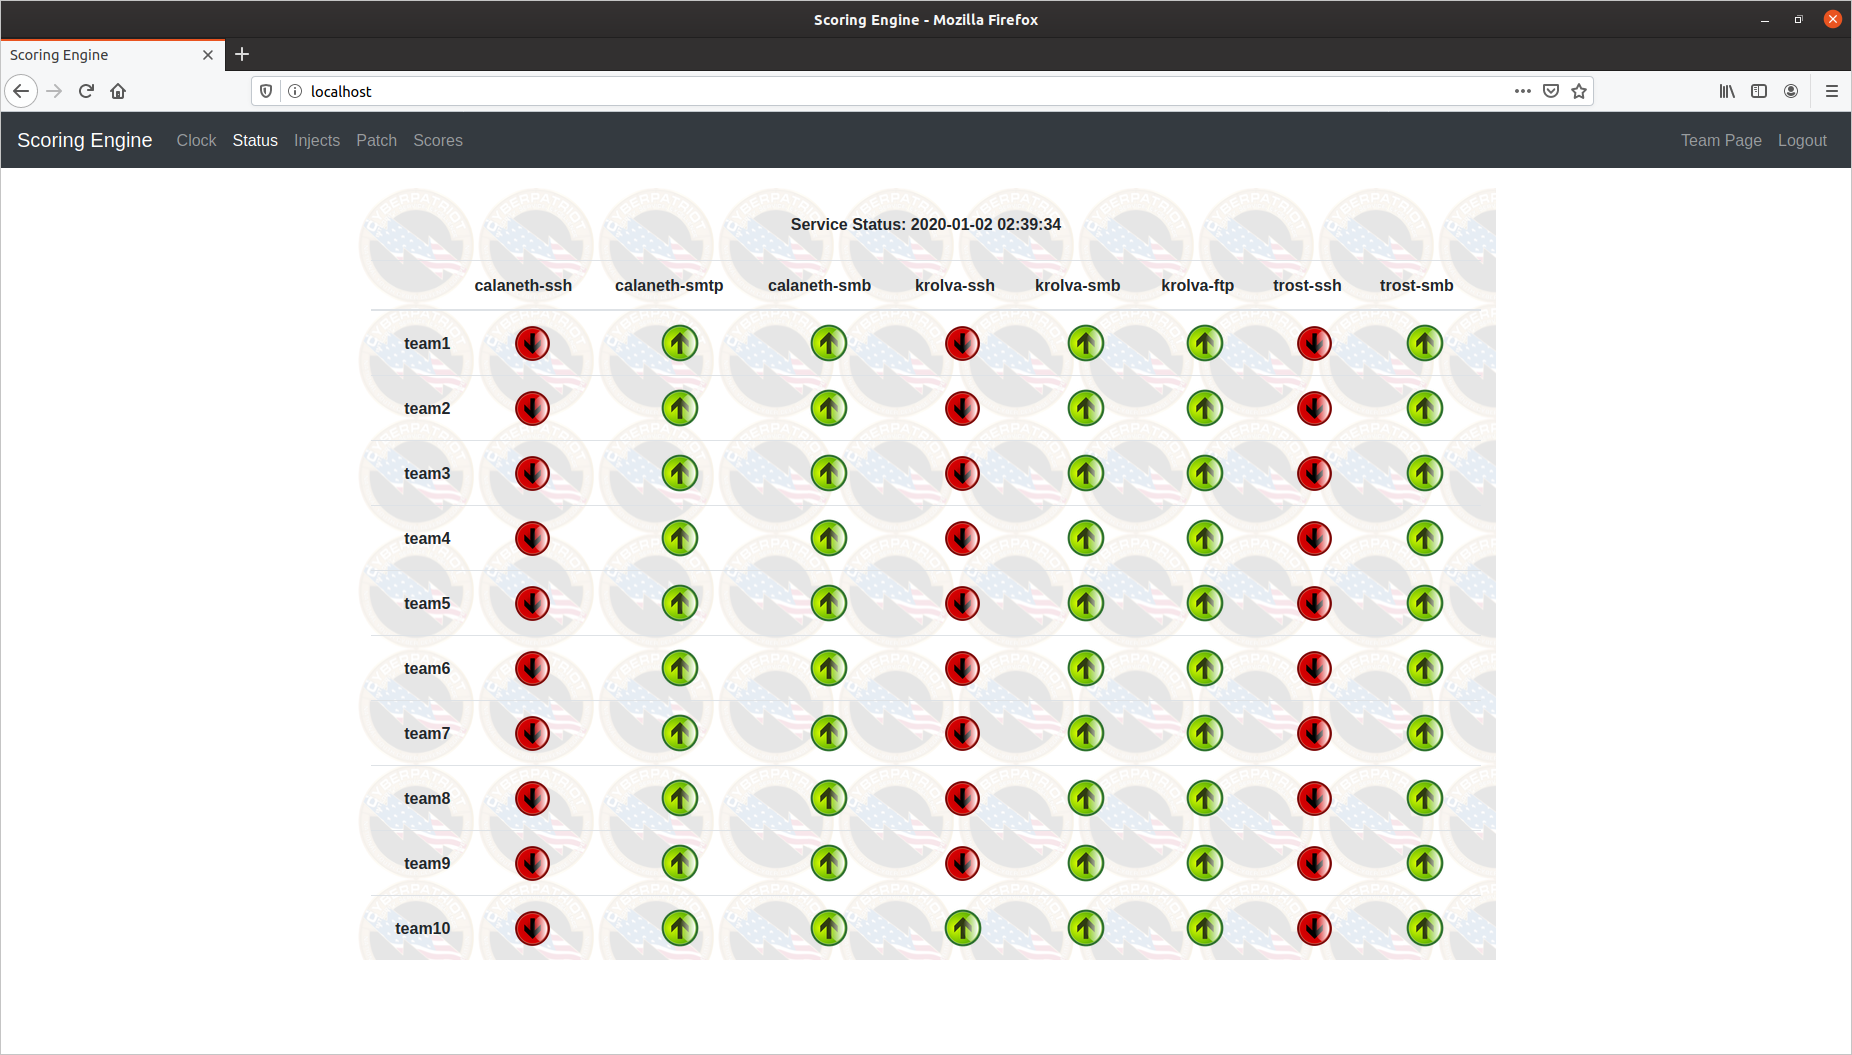 Scoring Engine - Mozilla Firefox
Scoring Engine
localhost
Scoring Engine Clock Status Injects Patch Scores Team Page Logout
Service Status: 2020-01-02 02:39:34
calaneth-ssh calaneth-smtp calaneth-smb krolva-ssh krolva-smb krolva-ftp trost-ssh trost-smb
team1
team2
team3
team4
team5
team6
team7
team8
team9
team10
CYBERPATRIOT